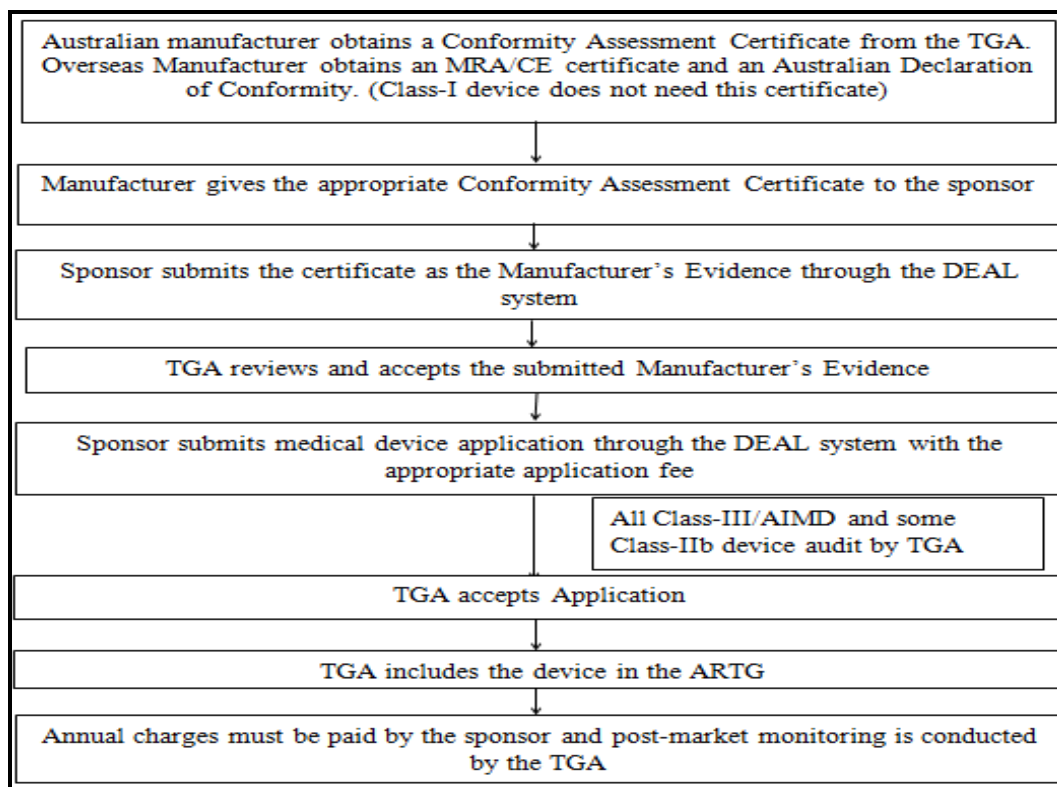 Australian manufacturer obtains a Conformity Assessment Certificate from the TGA.
Overseas Manufacturer obtains an MRA/CE certificate and an Australian Declaration
of Conformity. (Class-I device does not need this certificate)
Manufacturer gives the appropriate Conformity Assessment Certificate to the sponsor
Sponsor submits the certificate as the Manufacturer’s Evidence through the DEAL
system
TGA reviews and accepts the submitted Manufacturer’s Evidence
Sponsor submits medical device application through the DEAL system with the
appropriate application fee
All Class-III/AIMD and some
Class-IIb device audit by TGA
TGA accepts Application
TGA includes the device in the ARTG
Annual charges must be paid by the sponsor and post-market monitoring is conducted
by the TGA